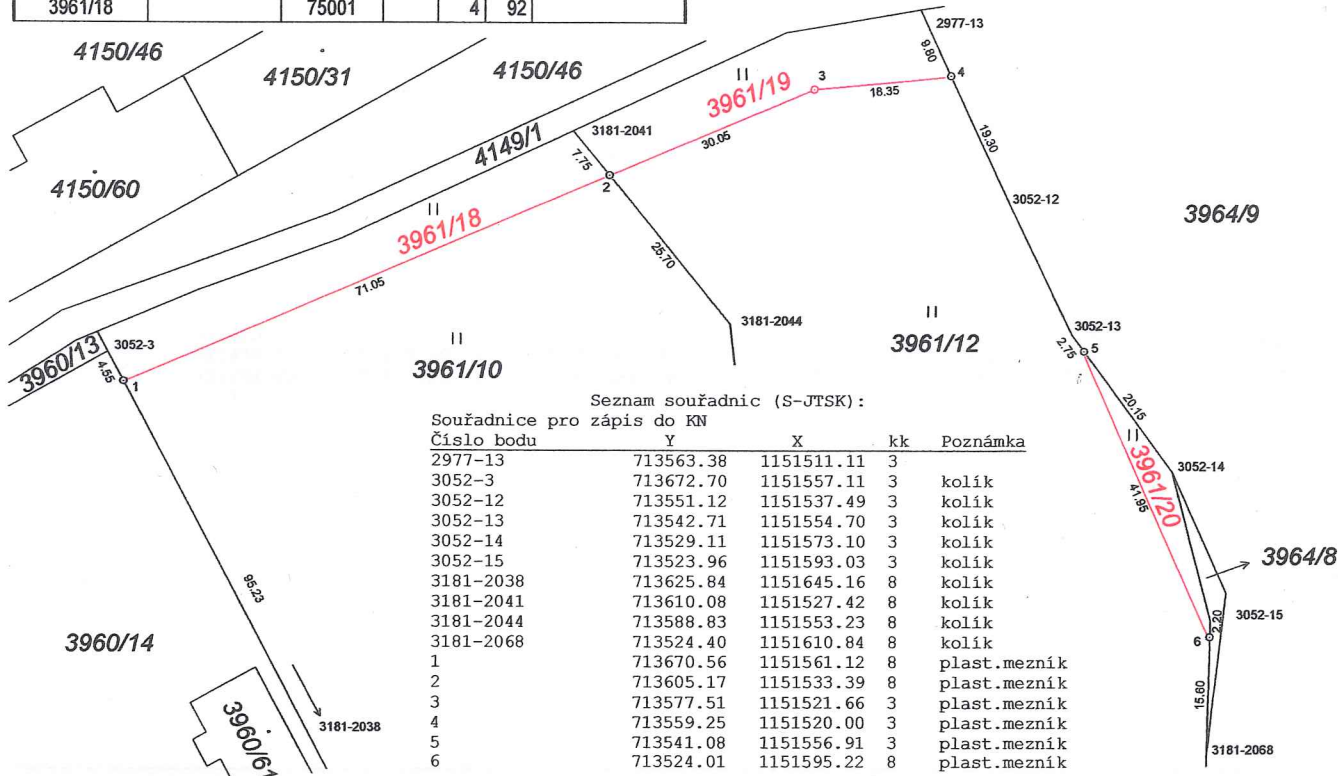 3961/18 75001 4 92
4150/46
4150/31
4150/46
4150/60
4149/1
3960/13
3961/18
3961/19
3961/10
3961/12
3961/20
3964/9
3964/8
3960/14
3960/61
2977-13
9.80
4
3
18.35
30.05
3181-2041
7.75
2
71.05
25.70
3181-2044
19.30
3052-12
3052-13
2.75
5
20.15
3052-14
41.95
3052-15
2.20
6
15.60
3181-2068
3052-3
4.55
1
95.23
3181-2038
Seznam souřadnic (S-JTSK):
Souřadnice pro zápis do KN
Číslo bodu Y X kk Poznámka
2977-13 713563.38 1151511.11 3
3052-3 713672.70 1151557.11 3 kolík
3052-12 713551.12 1151537.49 3 kolík
3052-13 713542.71 1151554.70 3 kolík
3052-14 713529.11 1151573.10 3 kolík
3052-15 713523.96 1151593.03 3 kolík
3181-2038 713625.84 1151645.16 8 kolík
3181-2041 713610.08 1151527.42 8 kolík
3181-2044 713588.83 1151553.23 8 kolík
3181-2068 713524.40 1151610.84 8 kolík
1 713670.56 1151561.12 8 plast.mezník
2 713605.17 1151533.39 8 plast.mezník
3 713577.51 1151521.66 3 plast.mezník
4 713559.25 1151520.00 3 plast.mezník
5 713541.08 1151556.91 3 plast.mezník
6 713524.01 1151595.22 8 plast.mezník